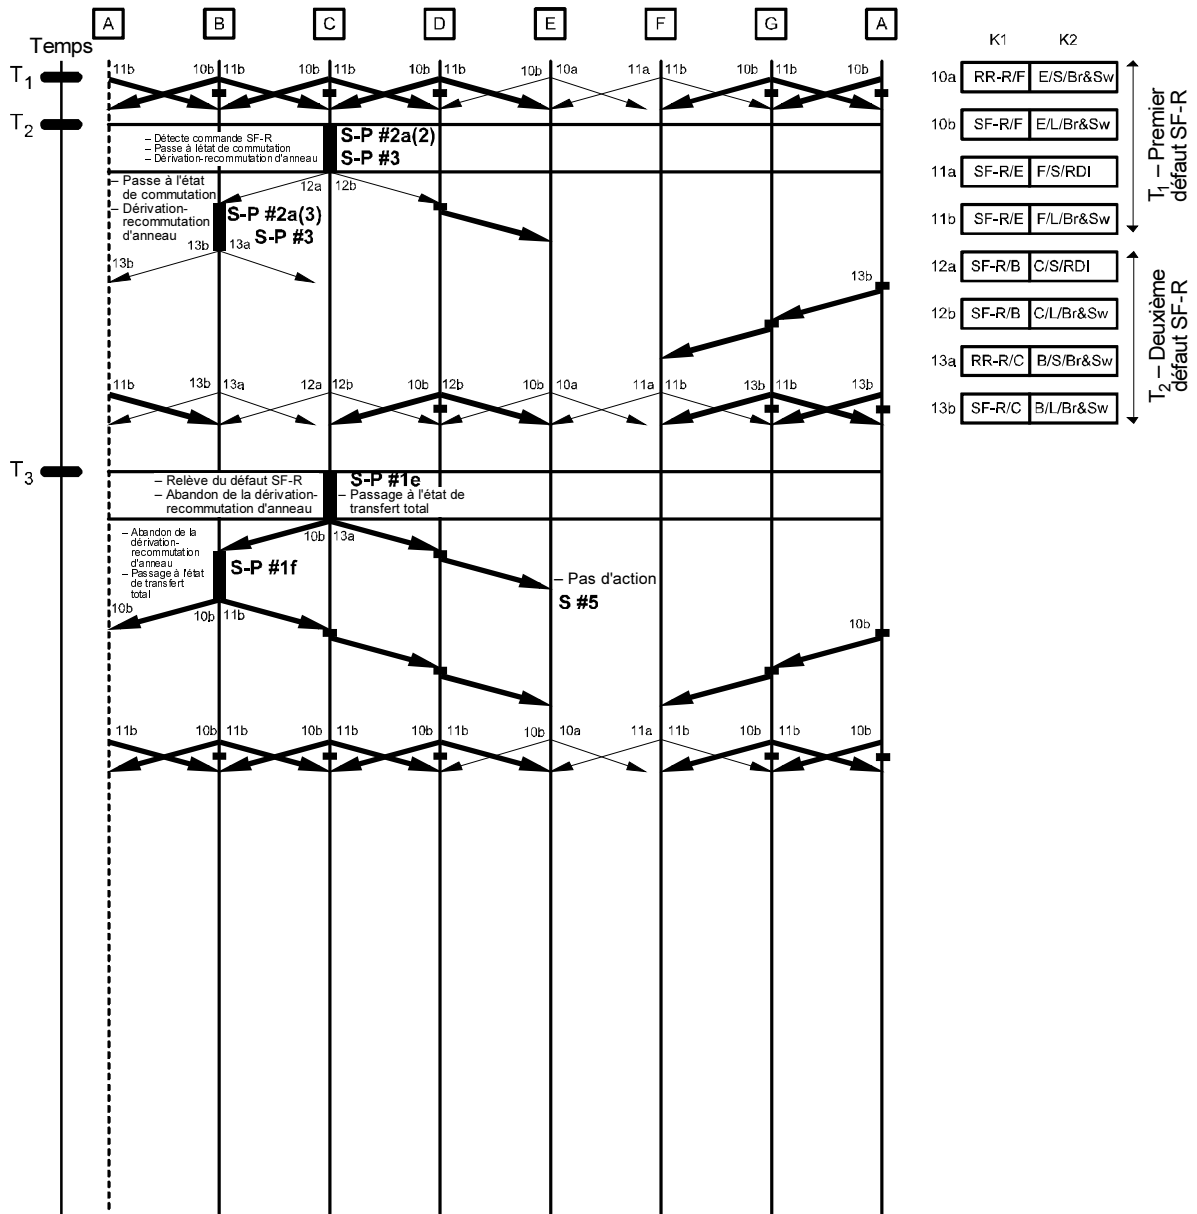 A B C D E F G A
Temps
K1 K2
T1
11b 10b 11b 10b 11b 10b 11b 10b 10a 11a 11b 10b 11b 10b
10a RR-R/F E/S/Br&Sw
10b SF-R/F E/L/Br&Sw
11a SF-R/E F/S/RDI
11b SF-R/E F/L/Br&Sw
T1 – Premier
défaut SF-R
12a SF-R/B C/S/RDI
12b SF-R/B C/L/Br&Sw
13a RR-R/C B/S/Br&Sw
13b SF-R/C B/L/Br&Sw
T2 – Deuxième
défaut SF-R
T2
– Détecte commande SF-R
– Passe à l'état de commutation
– Dérivation-recommutation d'anneau
S-P #2a(2)
S-P #3
12a 12b
– Passe à l'état
de commutation
– Dérivation-
recommutation
d'anneau
S-P #2a(3)
S-P #3
13b 13a
13b
13b
11b 13b 13a 12a 12b 10b 12b 10b 10a 11a 11b 13b 11b 13b
T3
– Relève du défaut SF-R
– Abandon de la dérivation-
recommutation d'anneau
S-P #1e
– Passage à l'état de
transfert total
10b 13a
– Abandon de la
dérivation-
recommutation
d'anneau
– Passage à l'état
de transfert
total
S-P #1f
– Pas d'action
S #5
10b 10b 11b
10b
11b 10b 11b 10b 11b 10b 11b 10b 10a 11a 11b 10b 11b 10b